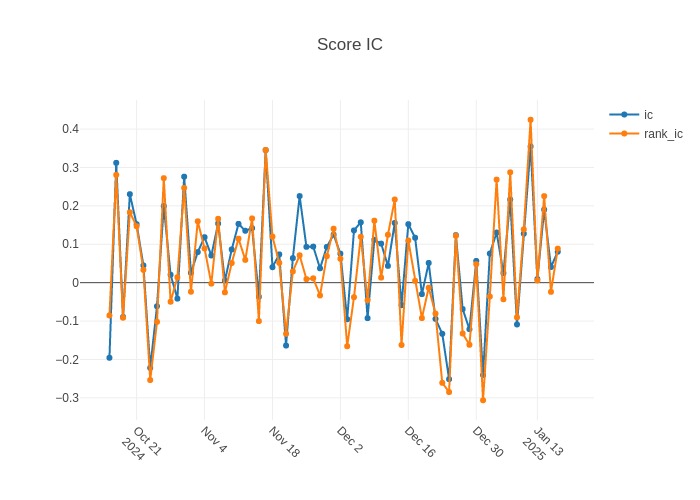 Score IC
ic
rank_ic
0.4
0.3
0.2
0.1
0
−0.1
−0.2
−0.3
Oct 21
2024
Nov 4
Nov 18
Dec 2
Dec 16
Dec 30
Jan 13
2025